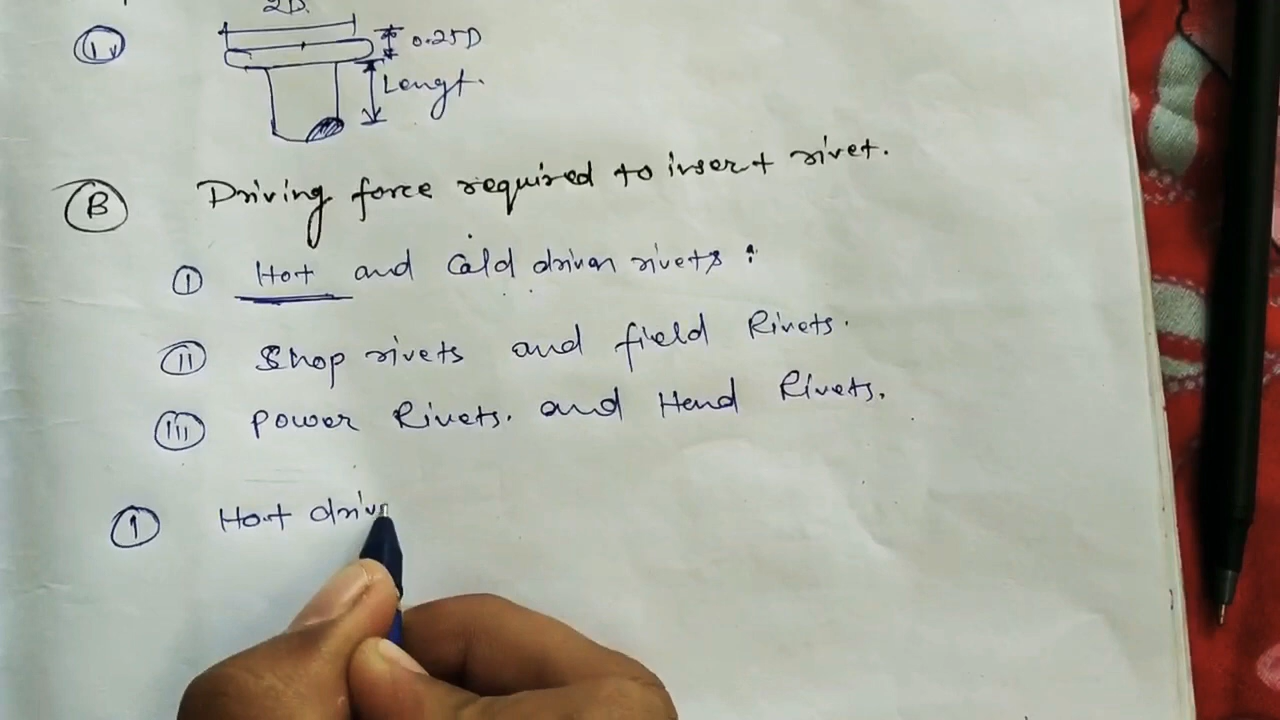 2D
IV
0.25D
Lengt.
B Driving force required to insert rivet.
I Hot and Cold driven rivets :
II Shop rivets and field Rivets.
III Power Rivets. and Hand Rivets.
1 Hot driv